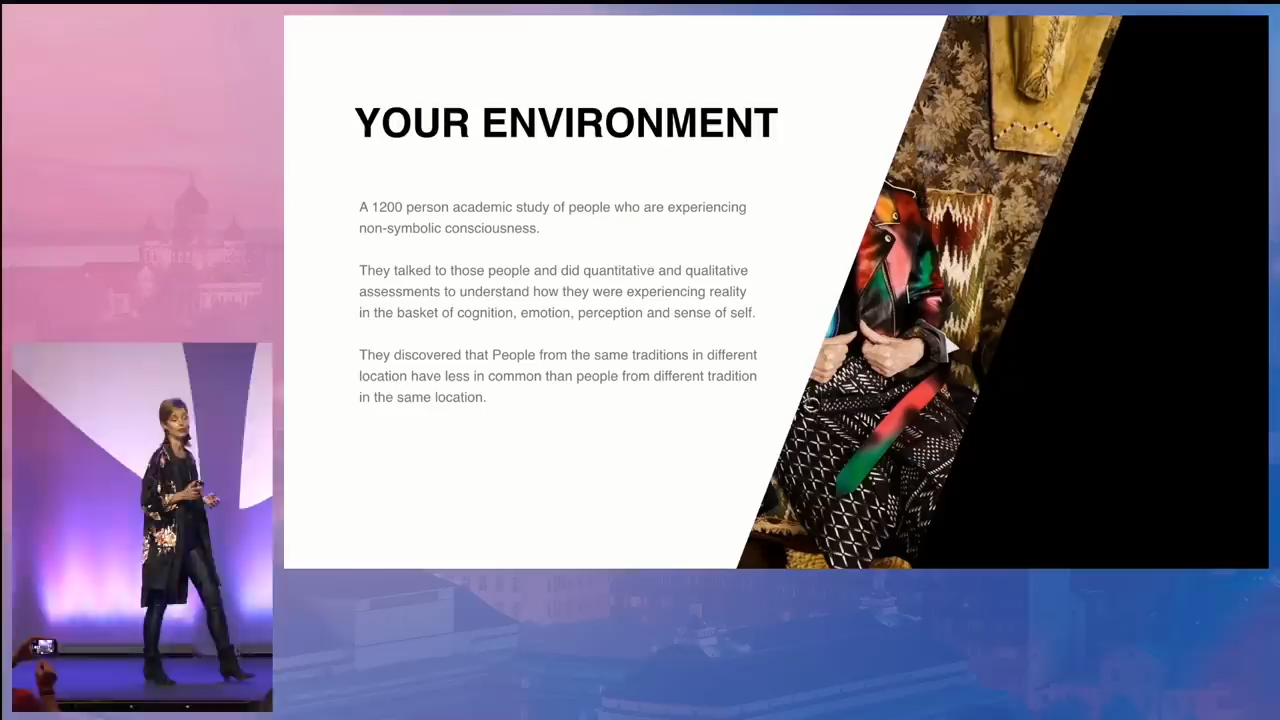 YOUR ENVIRONMENT
A 1200 person academic study of people who are experiencing
non-symbolic consciousness.
They talked to those people and did quantitative and qualitative
assessments to understand how they were experiencing reality
in the basket of cognition, emotion, perception and sense of self.
They discovered that People from the same traditions in different
location have less in common than people from different tradition
in the same location.